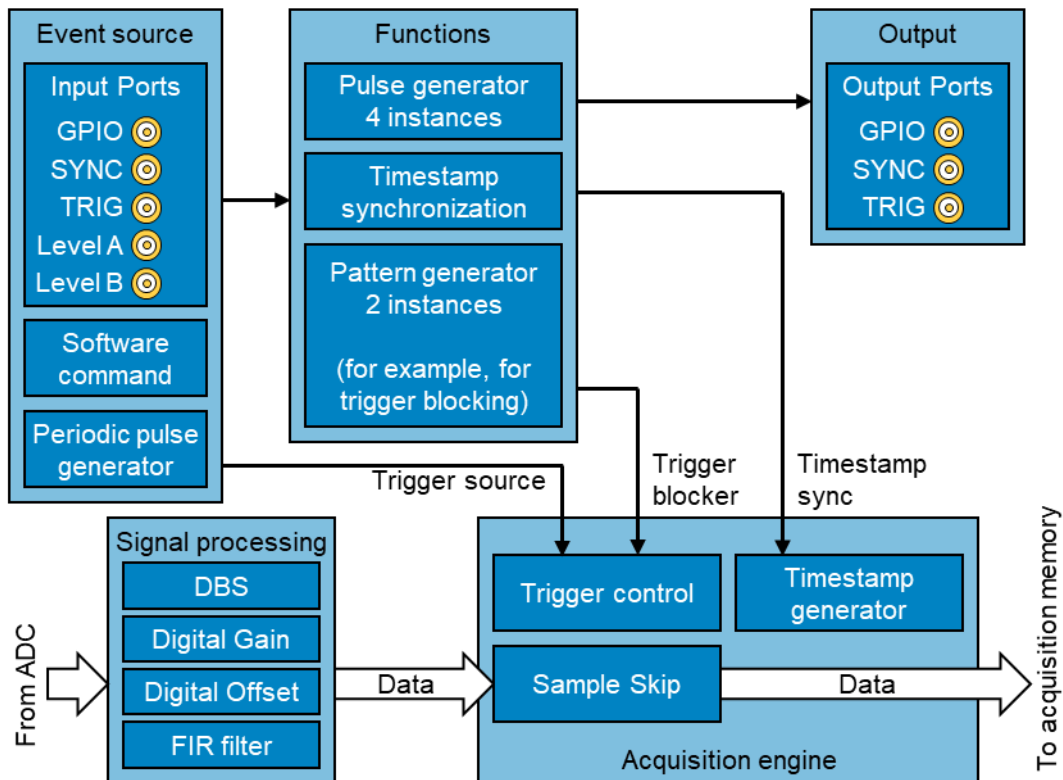 Event source
Input Ports
GPIO
SYNC
TRIG
Level A
Level B
Software
command
Periodic pulse
generator
Functions
Pulse generator
4 instances
Timestamp
synchronization
Pattern generator
2 instances
(for example, for
trigger blocking)
Output
Output Ports
GPIO
SYNC
TRIG
Trigger source
Trigger
blocker
Timestamp
sync
Signal processing
DBS
Digital Gain
Digital Offset
FIR filter
From ADC
Data
Trigger control
Timestamp
generator
Sample Skip
Data
Acquisition engine
To acquisition memory